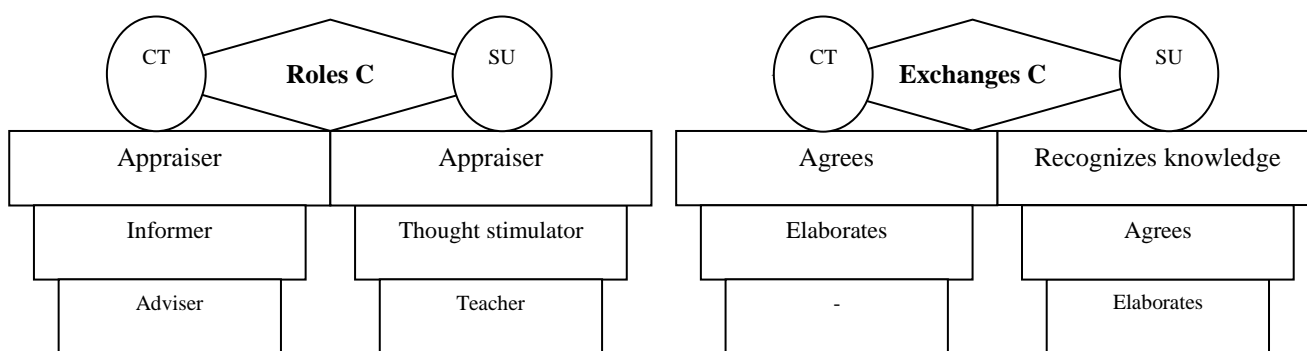 CT
Roles C
SU
CT
Exchanges C
SU
Appraiser
Appraiser
Agrees
Recognizes knowledge
Informer
Thought stimulator
Elaborates
Agrees
Adviser
Teacher
-
Elaborates